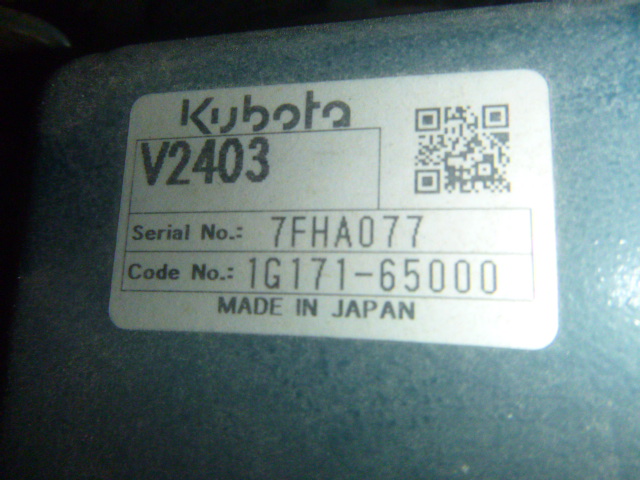 Kubota
V2403
Serial No.: 7FHA077
Code No.: 1G171-65000
MADE IN JAPAN